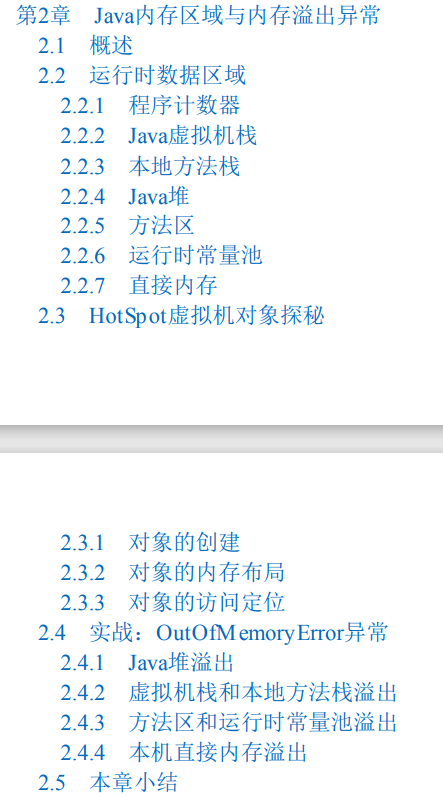 第2章 Java内存区域与内存溢出异常
2.1 概述
2.2 运行时数据区域
2.2.1 程序计数器
2.2.2 Java虚拟机栈
2.2.3 本地方法栈
2.2.4 Java堆
2.2.5 方法区
2.2.6 运行时常量池
2.2.7 直接内存
2.3 HotSpot虚拟机对象探秘
2.3.1 对象的创建
2.3.2 对象的内存布局
2.3.3 对象的访问定位
2.4 实战：OutOfMemoryError异常
2.4.1 Java堆溢出
2.4.2 虚拟机栈和本地方法栈溢出
2.4.3 方法区和运行时常量池溢出
2.4.4 本机直接内存溢出
2.5 本章小结